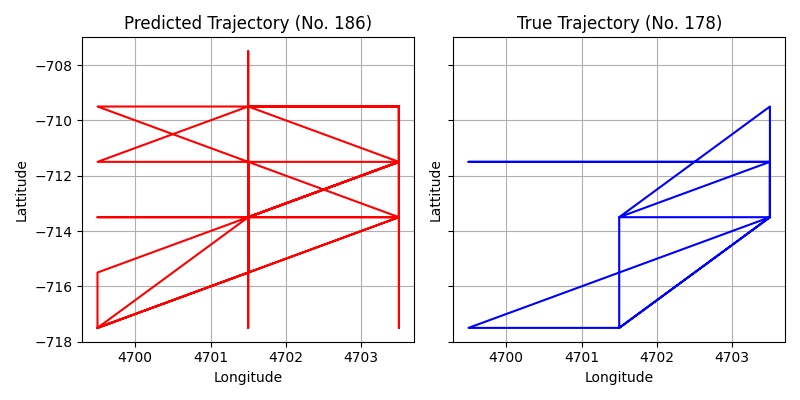 Predicted Trajectory (No. 186)
True Trajectory (No. 178)
Lattitude
−708
−710
−712
−714
−716
−718
4700
4701
4702
4703
Longitude
Lattitude
4700
4701
4702
4703
Longitude